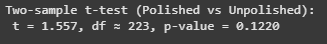 Two-sample t-test (Polished vs Unpolished):
t = 1.557, df ≈ 223, p-value = 0.1220